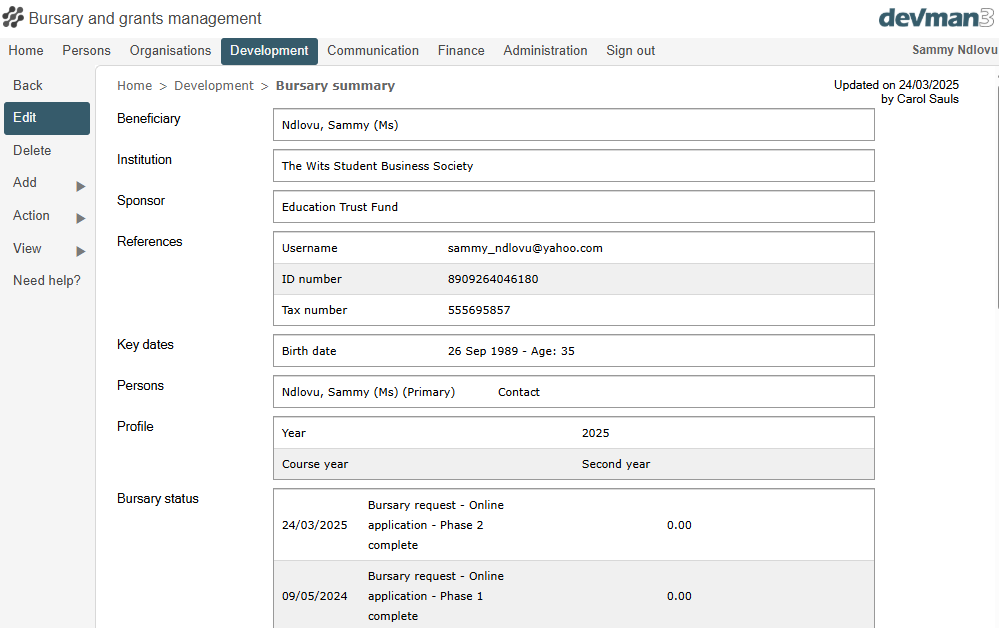 Bursary and grants management
devman3
Home Persons Organisations Development Communication Finance Administration Sign out Sammy Ndlovu
Back
Edit
Delete
Add
Action
View
Need help?
Home > Development > Bursary summary
Updated on 24/03/2025
by Carol Sauls
Beneficiary
Ndlovu, Sammy (Ms)
Institution
The Wits Student Business Society
Sponsor
Education Trust Fund
References
Username sammy_ndlovu@yahoo.com
ID number 8909264046180
Tax number 555695857
Key dates
Birth date 26 Sep 1989 - Age: 35
Persons
Ndlovu, Sammy (Ms) (Primary) Contact
Profile
Year 2025
Course year Second year
Bursary status
24/03/2025 Bursary request - Online
application - Phase 2
complete 0.00
09/05/2024 Bursary request - Online
application - Phase 1
complete 0.00